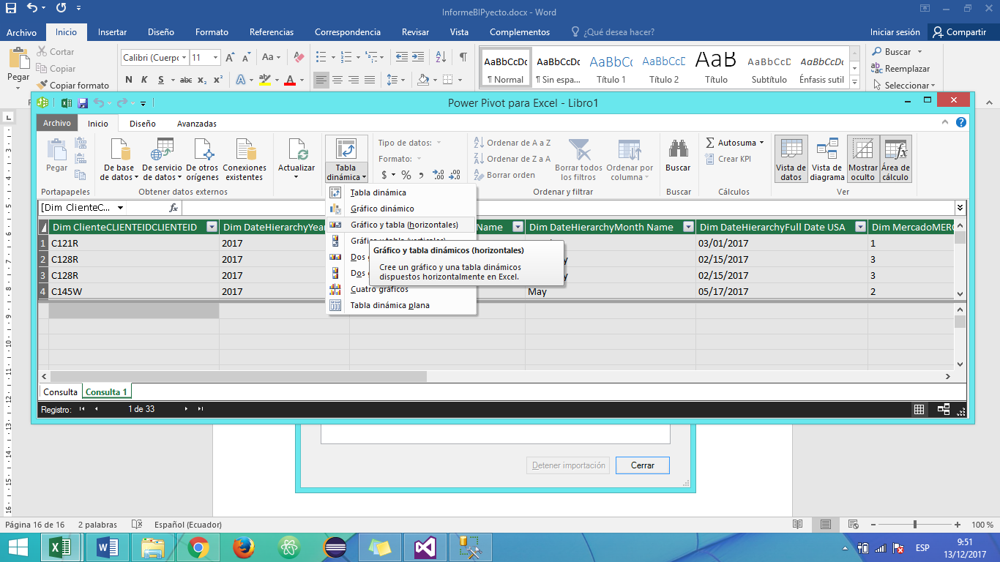 InformeBIPyecto.docx - Word
Archivo Inicio Insertar Diseño Formato Referencias Correspondencia Revisar Vista Complementos ¿Qué desea hacer? Iniciar sesión Compartir
Pegar
Cortar
Copiar
Copiar formato
Calibri (Cuerpo 11
N K S abc x₂ x²
AaBbCcDc AaBbCcDc AaBbCc AaBbCcD AaB AaBbCcD AaBbCcDt
¶ Normal ¶ Sin espa... Título 1 Título 2 Título Subtítulo Énfasis sutil
Buscar
Reemplazar
Seleccionar
Power Pivot para Excel - Libro1
Archivo Inicio Diseño Avanzadas
Pegar
Portapapeles
De base de datos
De servicio de datos
De otros orígenes
Conexiones existentes
Obtener datos externos
Actualizar
Tabla dinámica
Tipo de datos:
Formato:
$ % ,
Ordenar de A a Z
Ordenar de Z a A
Borrar orden
Borrar todos los filtros
Ordenar por columna
Ordenar y filtrar
Buscar
Buscar
Autosuma
Crear KPI
Cálculos
Vista de datos
Vista de diagrama
Mostrar oculto
Área de cálculo
Ver
Tabla dinámica
Gráfico dinámico
Gráfico y tabla (horizontales)
Gráfico y tabla (verticales)
Dos
Dos
Cuatro gráficos
Tabla dinámica plana
Gráfico y tabla dinámicos (horizontales)
Cree un gráfico y una tabla dinámicos
dispuestos horizontalmente en Excel.
[Dim ClienteC... fx
Dim ClienteCLIENTEIDCLIENTEID Dim DateHierarchyYear Name Dim DateHierarchyMonth Name Dim DateHierarchyFull Date USA Dim MercadoMERC
1 C121R 2017 03/01/2017 1
2 C128R 2017 02/15/2017 3
3 C128R 2017 02/15/2017 3
4 C145W 2017 May 05/17/2017 2
Consulta Consulta 1
Registro: 1 de 33
Detener importación Cerrar
Página 16 de 16 2 palabras Español (Ecuador) 100 %
ESP 9:51
13/12/2017